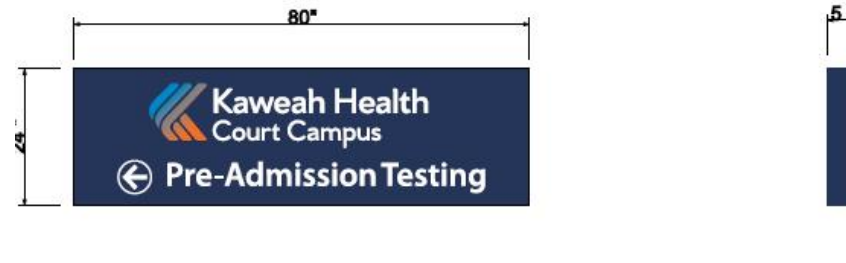 80"
5
24"
Kaweah Health
Court Campus
Pre-Admission Testing